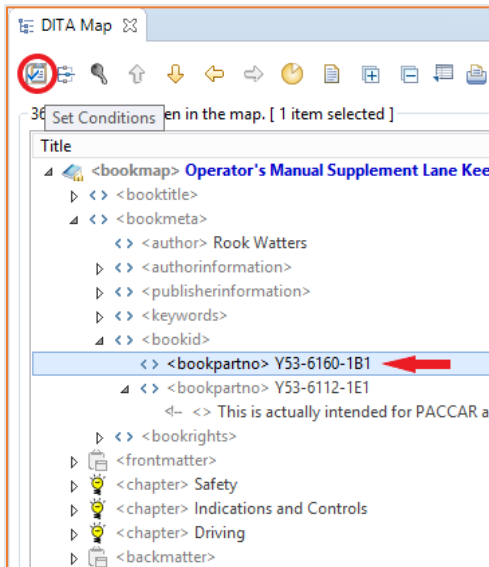 DITA Map
36
Set Conditions
en in the map. [ 1 item selected ]
Title
<bookmap> Operator's Manual Supplement Lane Kee
<booktitle>
<bookmeta>
<author> Rook Watters
<authorinformation>
<publisherinformation>
<keywords>
<bookid>
<bookpartno> Y53-6160-1B1
<bookpartno> Y53-6112-1E1
<!-- <> This is actually intended for PACCAR a
<bookrights>
<frontmatter>
<chapter> Safety
<chapter> Indications and Controls
<chapter> Driving
<backmatter>